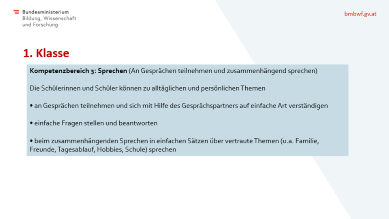 Bundesministerium
Bildung, Wissenschaft
und Forschung
bmbwf.gv.at
1. Klasse
Kompetenzbereich 3: Sprechen (An Gesprächen teilnehmen und zusammenhängend sprechen)
Die Schülerinnen und Schüler können zu alltäglichen und persönlichen Themen
• an Gesprächen teilnehmen und sich mit Hilfe des Gesprächspartners auf einfache Art verständigen
• einfache Fragen stellen und beantworten
• beim zusammenhängenden Sprechen in einfachen Sätzen über vertraute Themen (u.a. Familie,
Freunde, Tagesablauf, Hobbies, Schule) sprechen